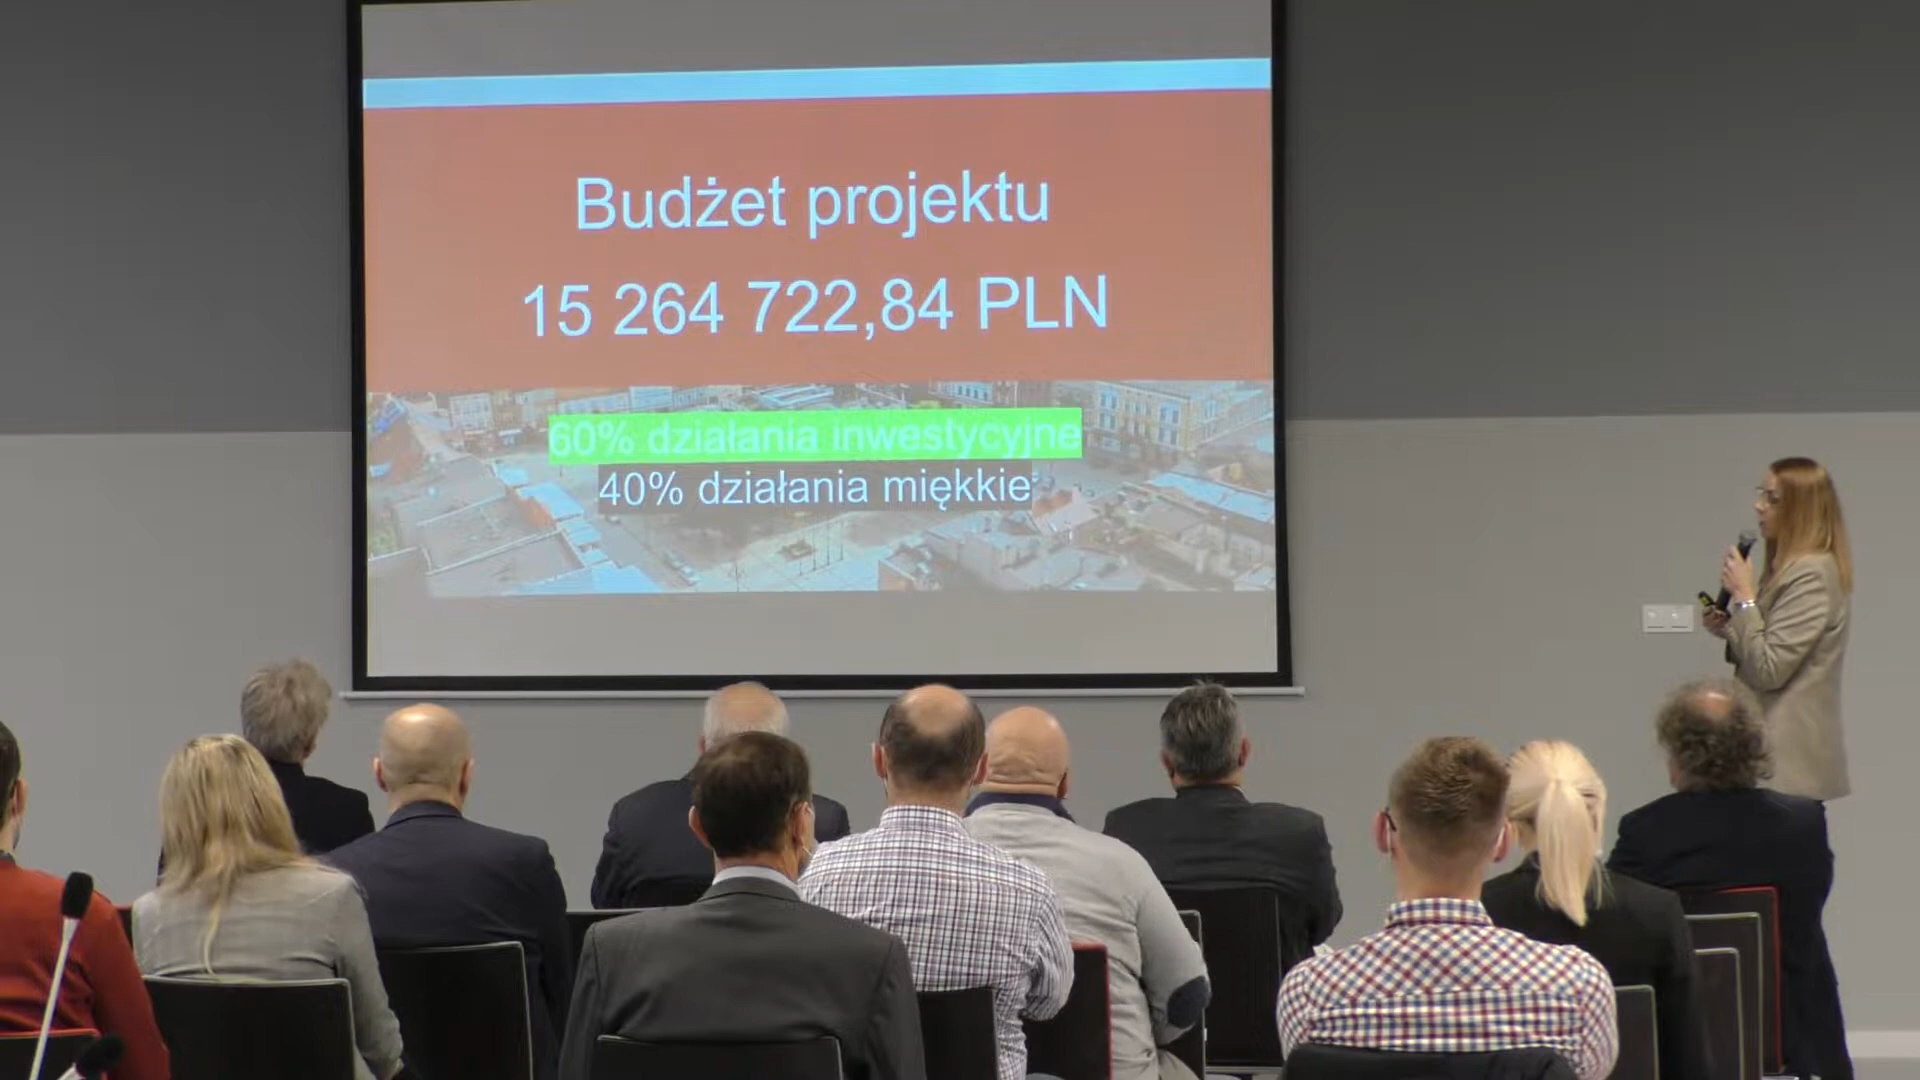 Budżet projektu
15 264 722,84 PLN
60% działania inwestycyjne
40% działania miękkie